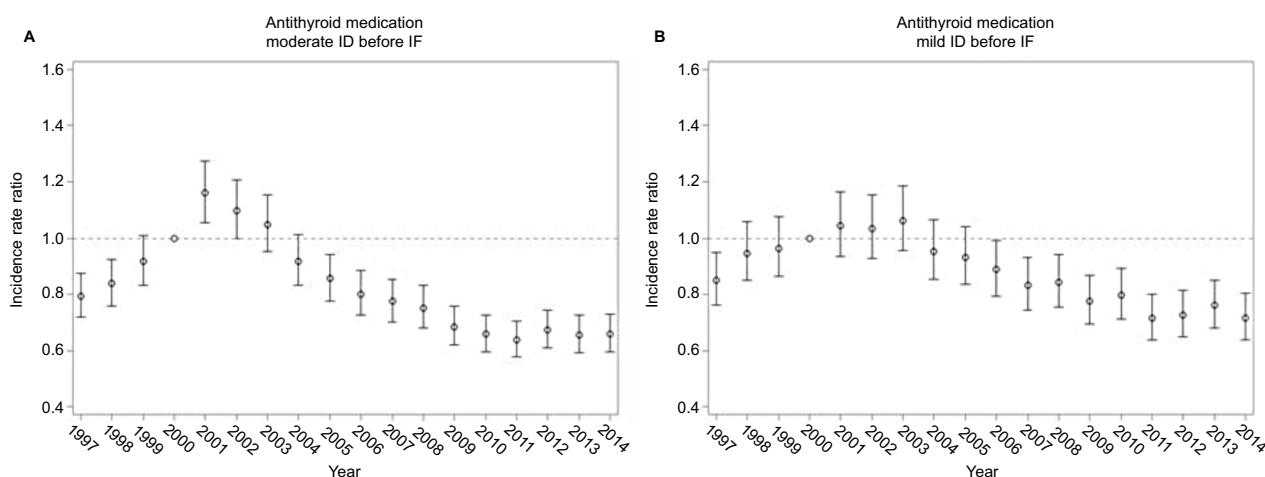 A
Antithyroid medication
moderate ID before IF
Incidence rate ratio
1.6
1.4
1.2
1.0
0.8
0.6
0.4
1997 1998 1999 2000 2001 2002 2003 2004 2005 2006 2007 2008 2009 2010 2011 2012 2013 2014
Year
B
Antithyroid medication
mild ID before IF
Incidence rate ratio
1.6
1.4
1.2
1.0
0.8
0.6
0.4
1997 1998 1999 2000 2001 2002 2003 2004 2005 2006 2007 2008 2009 2010 2011 2012 2013 2014
Year